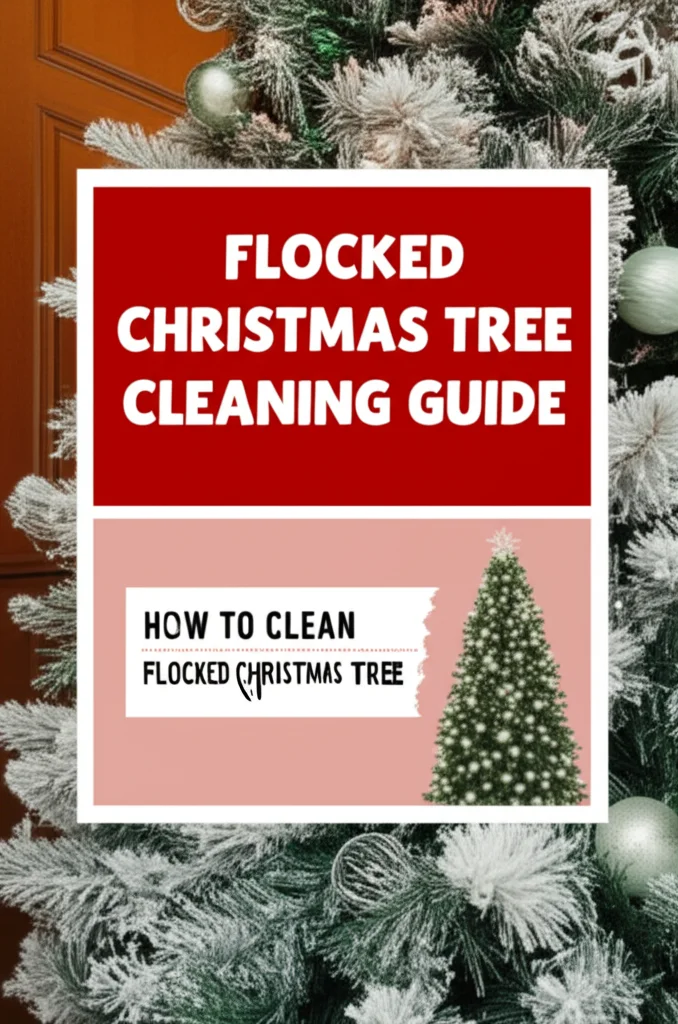 FLOCKED
CHRISTMAS TREE
CLEANING GUIDE
HOW TO CLEAN
FLOCKED CHRISTMAS TREE